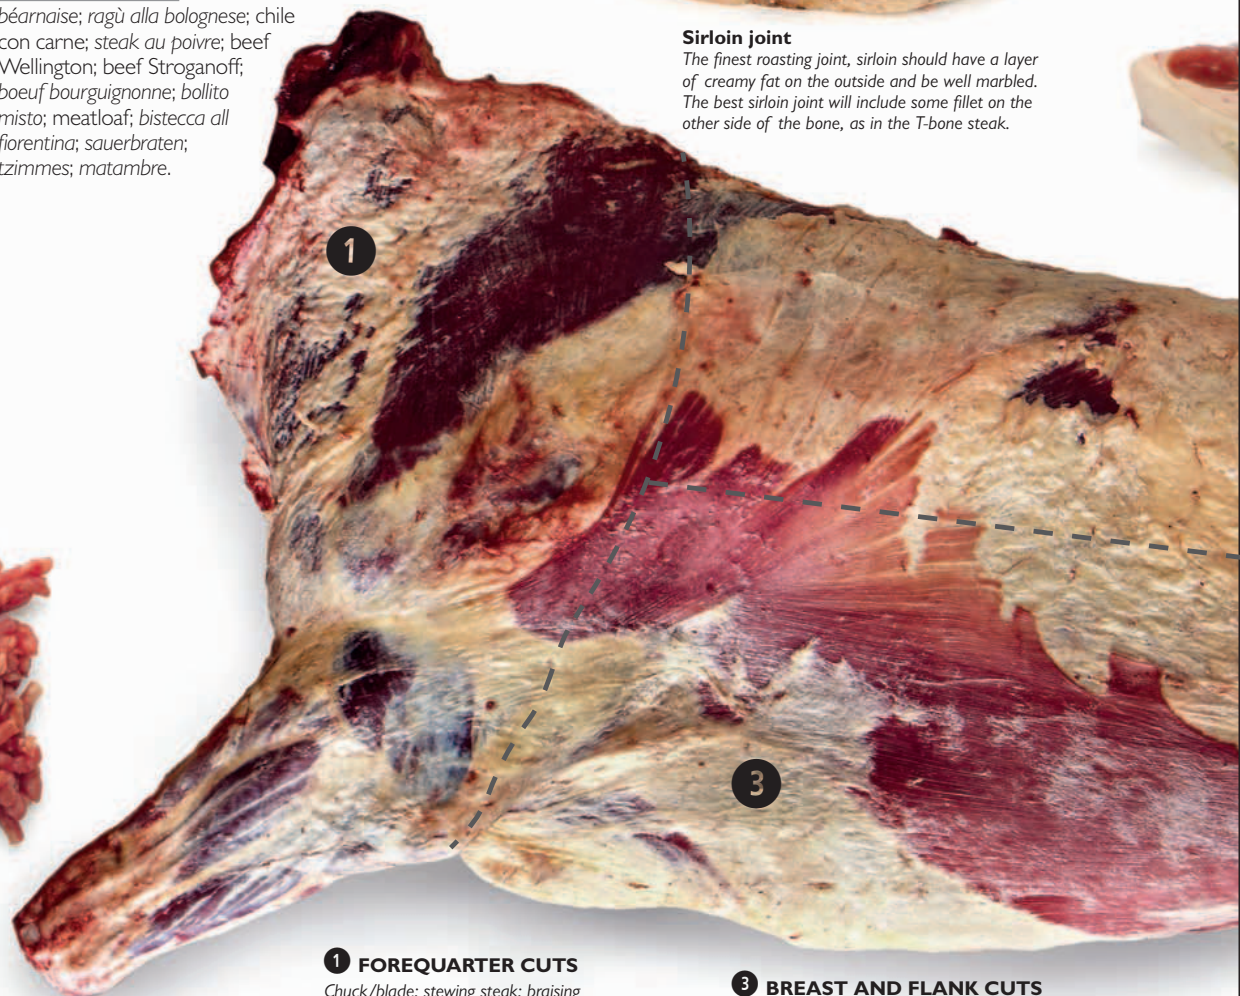 béarnaise; ragù alla bolognese; chile
con carne; steak au poivre; beef
Wellington; beef Stroganoff;
boeuf bourguignonne; bollito
misto; meatloaf; bistecca all
fiorentina; sauerbraten;
tzimmes; matambre.
Sirloin joint
The finest roasting joint, sirloin should have a layer
of creamy fat on the outside and be well marbled.
The best sirloin joint will include some fillet on the
other side of the bone, as in the T-bone steak.
1
3
1 FOREQUARTER CUTS
Chuck/blade; stewing steak; braising
3 BREAST AND FLANK CUTS